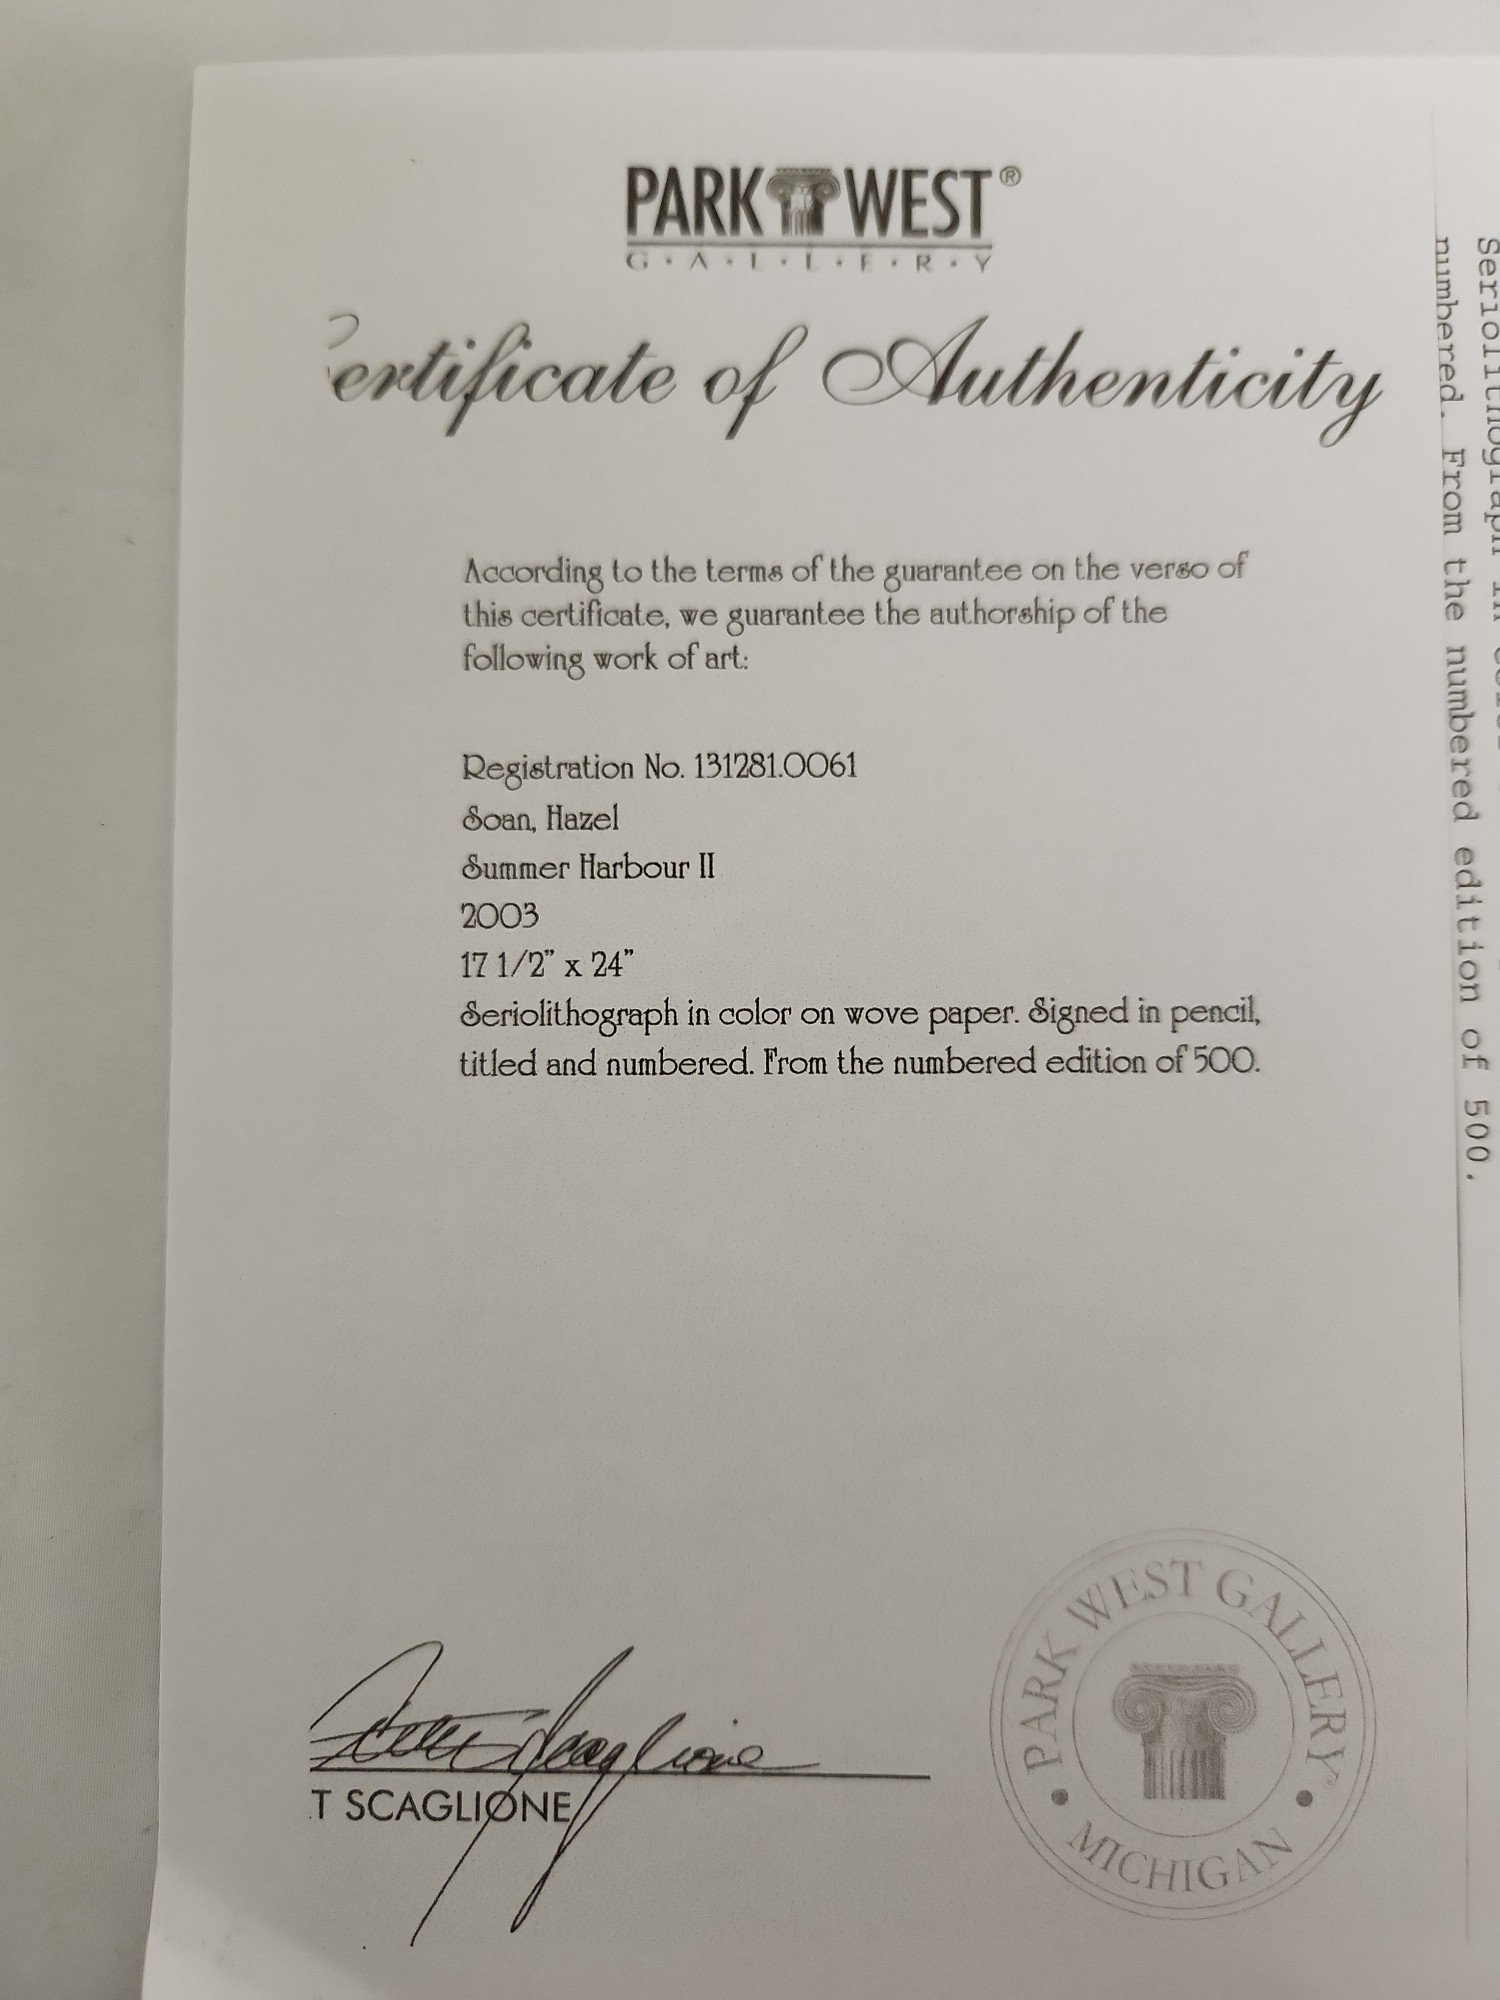 PARK WEST®
G·A·L·L·E·R·Y
ertificate of Authenticity
According to the terms of the guarantee on the verso of
this certificate, we guarantee the authorship of the
following work of art:
Registration No. 131281.0061
Soan, Hazel
Summer Harbour II
2003
17 1/2" x 24"
Seriolithograph in color on wove paper. Signed in pencil,
titled and numbered. From the numbered edition of 500.
T SCAGLIONE
PARK WEST GALLERY
• MICHIGAN •
Seriolithograph in
numbered. From the numbered edition of 500.